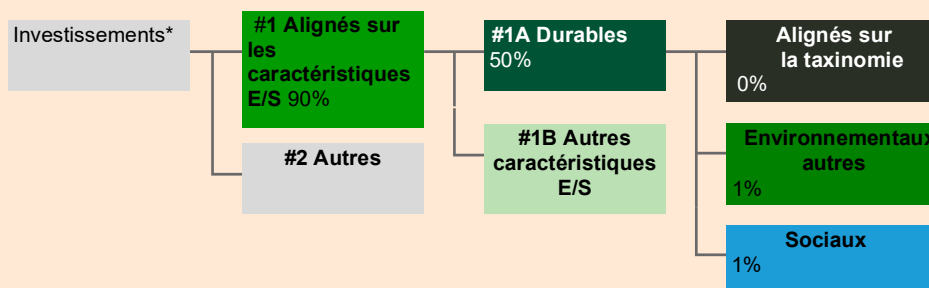 Investissements*
#1 Alignés sur
les
caractéristiques
E/S 90%
#2 Autres
#1A Durables
50%
#1B Autres
caractéristiques
E/S
Alignés sur
la taxinomie
0%
Environnementaux
autres
1%
Sociaux
1%